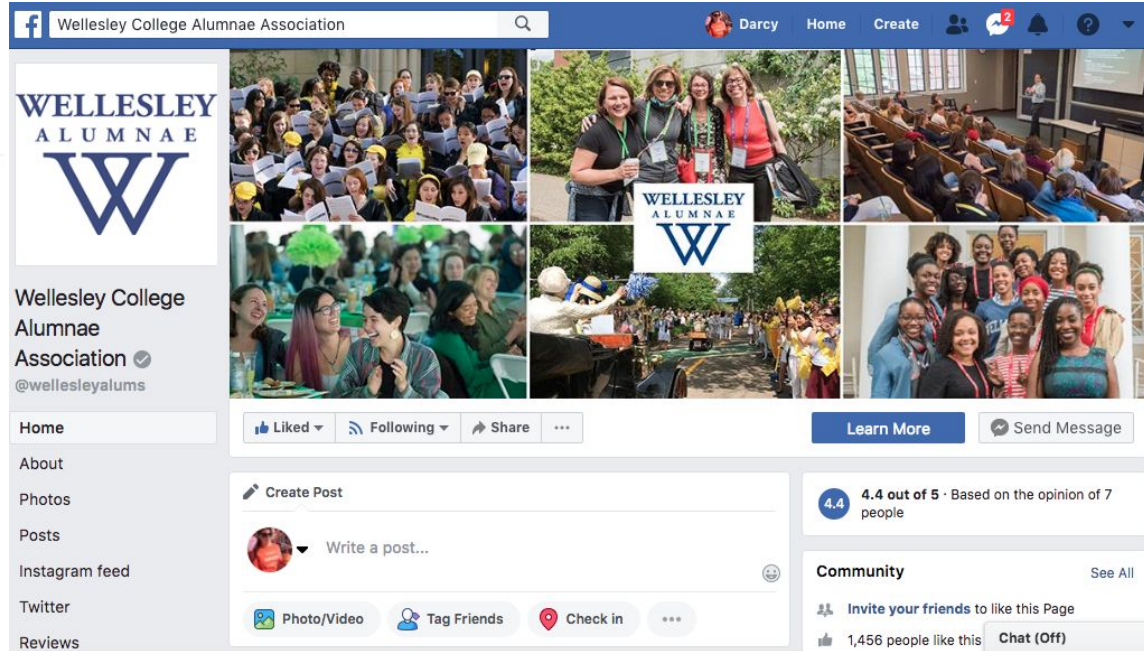 Wellesley College Alumnae Association
Darcy
Home
Create
2
WELLESLEY
ALUMNAE
W
WELLESLEY
ALUMNAE
W
Wellesley College
Alumnae
Association
@wellesleyalums
Home
About
Photos
Posts
Instagram feed
Twitter
Reviews
Liked
Following
Share
Learn More
Send Message
Create Post
Write a post...
Photo/Video
Tag Friends
Check in
4.4
4.4 out of 5 · Based on the opinion of 7
people
Community
See All
Invite your friends to like this Page
1,456 people like this
Chat (Off)